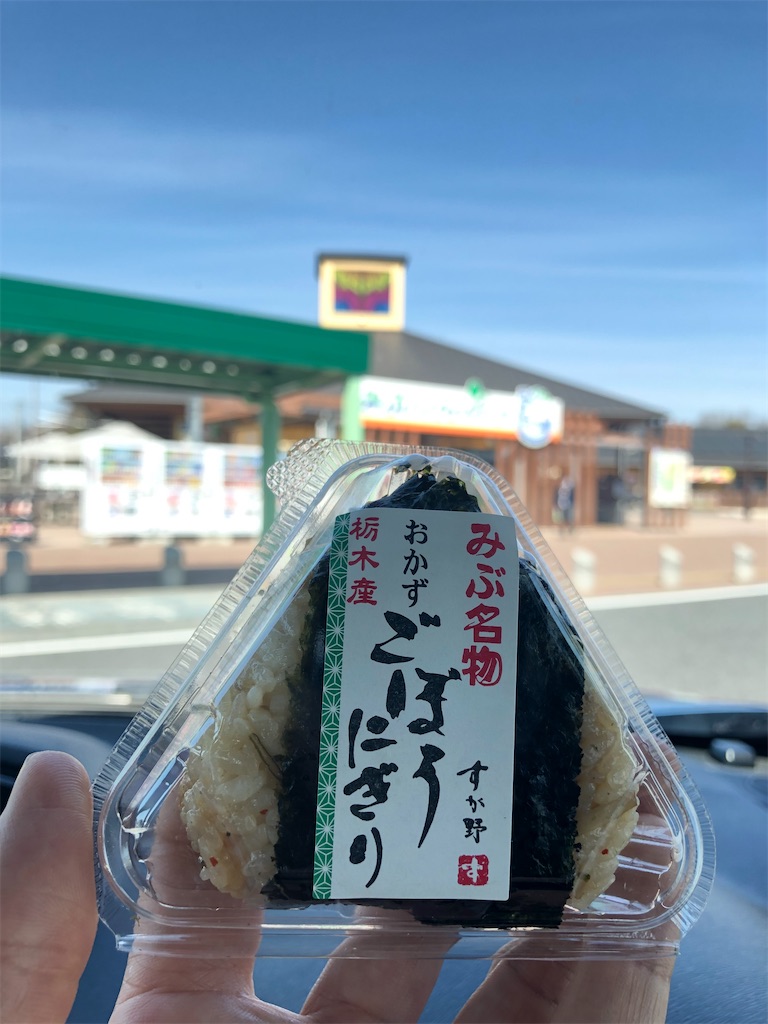 みぶ名物
おかず
ごぼう
にぎり
栃木産
すが野